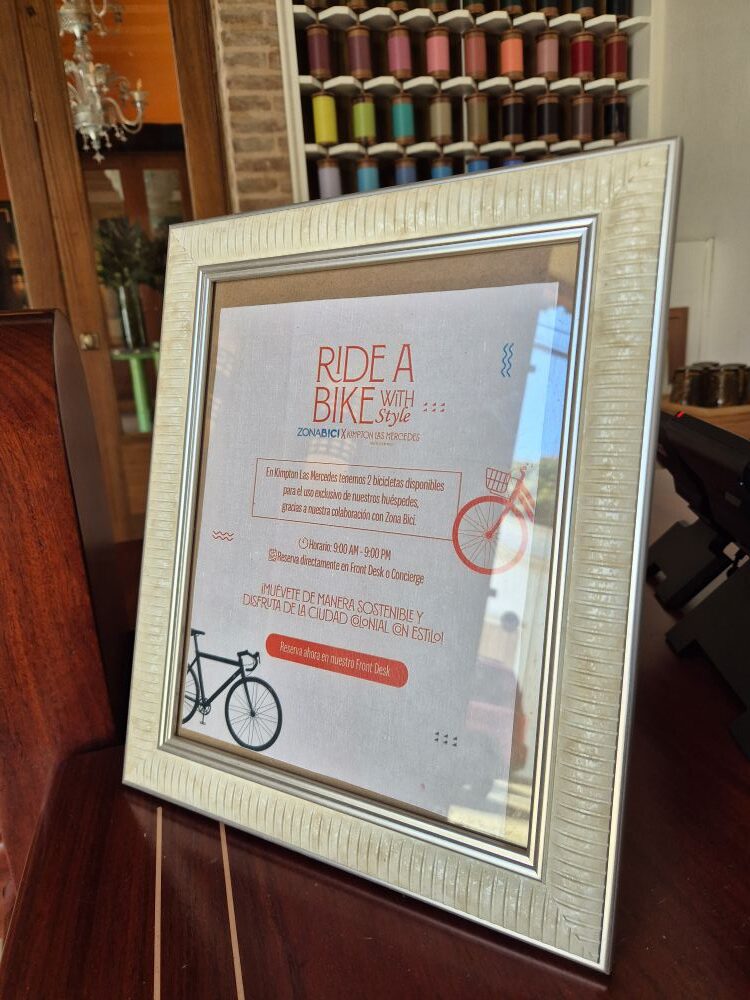 RIDE A
BIKE WITH
Style
ZONABICI X KIMPTON LAS MERCEDES
En Kimpton Las Mercedes tenemos 2 bicicletas disponibles
para el uso exclusivo de nuestros huéspedes,
gracias a nuestra colaboración con Zona Bici.
Horario: 9:00 AM - 9:00 PM
Reserva directamente en Front Desk o Concierge
¡MUÉVETE DE MANERA SOSTENIBLE Y
DISFRUTA DE LA CIUDAD COLONIAL CON ESTILO!
Reserva ahora en nuestro Front Desk